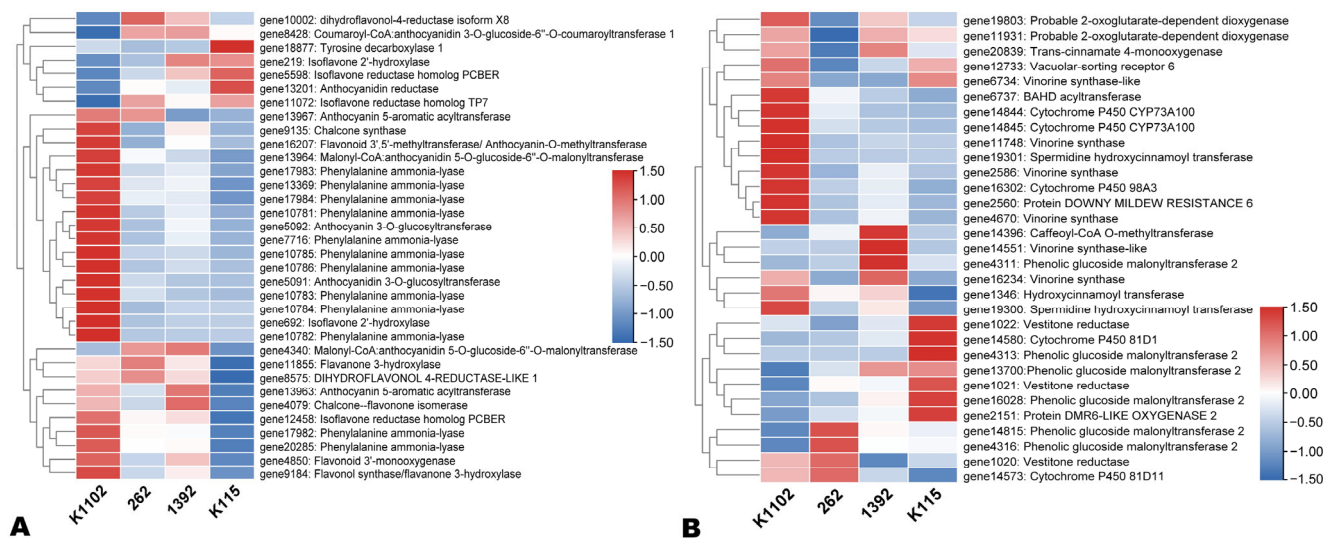 gene10002: dihydroflavonol-4-reductase isoform X8
gene8428: Coumaroyl-CoA:anthocyanidin 3-O-glucoside-6"-O-coumaroyltransferase 1
gene18877: Tyrosine decarboxylase 1
gene219: Isoflavone 2'-hydroxylase
gene5598: Isoflavone reductase homolog PCBER
gene13201: Anthocyanidin reductase
gene11072: Isoflavone reductase homolog TP7
gene13967: Anthocyanin 5-aromatic acyltransferase
gene9135: Chalcone synthase
gene16207: Flavonoid 3',5'-methyltransferase/ Anthocyanin-O-methyltransferase
gene13964: Malonyl-CoA:anthocyanidin 5-O-glucoside-6"-O-malonyltransferase
gene17983: Phenylalanine ammonia-lyase
gene13369: Phenylalanine ammonia-lyase
gene17984: Phenylalanine ammonia-lyase
gene10781: Phenylalanine ammonia-lyase
gene5092: Anthocyanin 3-O-glucosyltransferase
gene7716: Phenylalanine ammonia-lyase
gene10785: Phenylalanine ammonia-lyase
gene10786: Phenylalanine ammonia-lyase
gene5091: Anthocyanidin 3-O-glucosyltransferase
gene10783: Phenylalanine ammonia-lyase
gene10784: Phenylalanine ammonia-lyase
gene692: Isoflavone 2'-hydroxylase
gene10782: Phenylalanine ammonia-lyase
gene4340: Malonyl-CoA:anthocyanidin 5-O-glucoside-6"-O-malonyltransferase
gene11855: Flavanone 3-hydroxylase
gene8575: DIHYDROFLAVONOL 4-REDUCTASE-LIKE 1
gene13963: Anthocyanin 5-aromatic acyltransferase
gene4079: Chalcone--flavonone isomerase
gene12458: Isoflavone reductase homolog PCBER
gene17982: Phenylalanine ammonia-lyase
gene20285: Phenylalanine ammonia-lyase
gene4850: Flavonoid 3'-monooxygenase
gene9184: Flavonol synthase/flavanone 3-hydroxylase
1.50
1.00
0.50
0.00
−0.50
−1.00
−1.50
K1102 262 1392 K115
A
gene19803: Probable 2-oxoglutarate-dependent dioxygenase
gene11931: Probable 2-oxoglutarate-dependent dioxygenase
gene20839: Trans-cinnamate 4-monooxygenase
gene12733: Vacuolar-sorting receptor 6
gene6734: Vinorine synthase-like
gene6737: BAHD acyltransferase
gene14844: Cytochrome P450 CYP73A100
gene14845: Cytochrome P450 CYP73A100
gene11748: Vinorine synthase
gene19301: Spermidine hydroxycinnamoyl transferase
gene2586: Vinorine synthase
gene16302: Cytochrome P450 98A3
gene2560: Protein DOWNY MILDEW RESISTANCE 6
gene4670: Vinorine synthase
gene14396: Caffeoyl-CoA O-methyltransferase
gene14551: Vinorine synthase-like
gene4311: Phenolic glucoside malonyltransferase 2
gene16234: Vinorine synthase
gene1346: Hydroxycinnamoyl transferase
gene19300: Spermidine hydroxycinnamoyl transferase
gene1022: Vestitone reductase
gene14580: Cytochrome P450 81D1
gene4313: Phenolic glucoside malonyltransferase 2
gene13700:Phenolic glucoside malonyltransferase 2
gene1021: Vestitone reductase
gene16028: Phenolic glucoside malonyltransferase 2
gene2151: Protein DMR6-LIKE OXYGENASE 2
gene14815: Phenolic glucoside malonyltransferase 2
gene4316: Phenolic glucoside malonyltransferase 2
gene1020: Vestitone reductase
gene14573: Cytochrome P450 81D11
1.50
1.00
0.50
0.00
−0.50
−1.00
−1.50
K1102 262 1392 K115
B